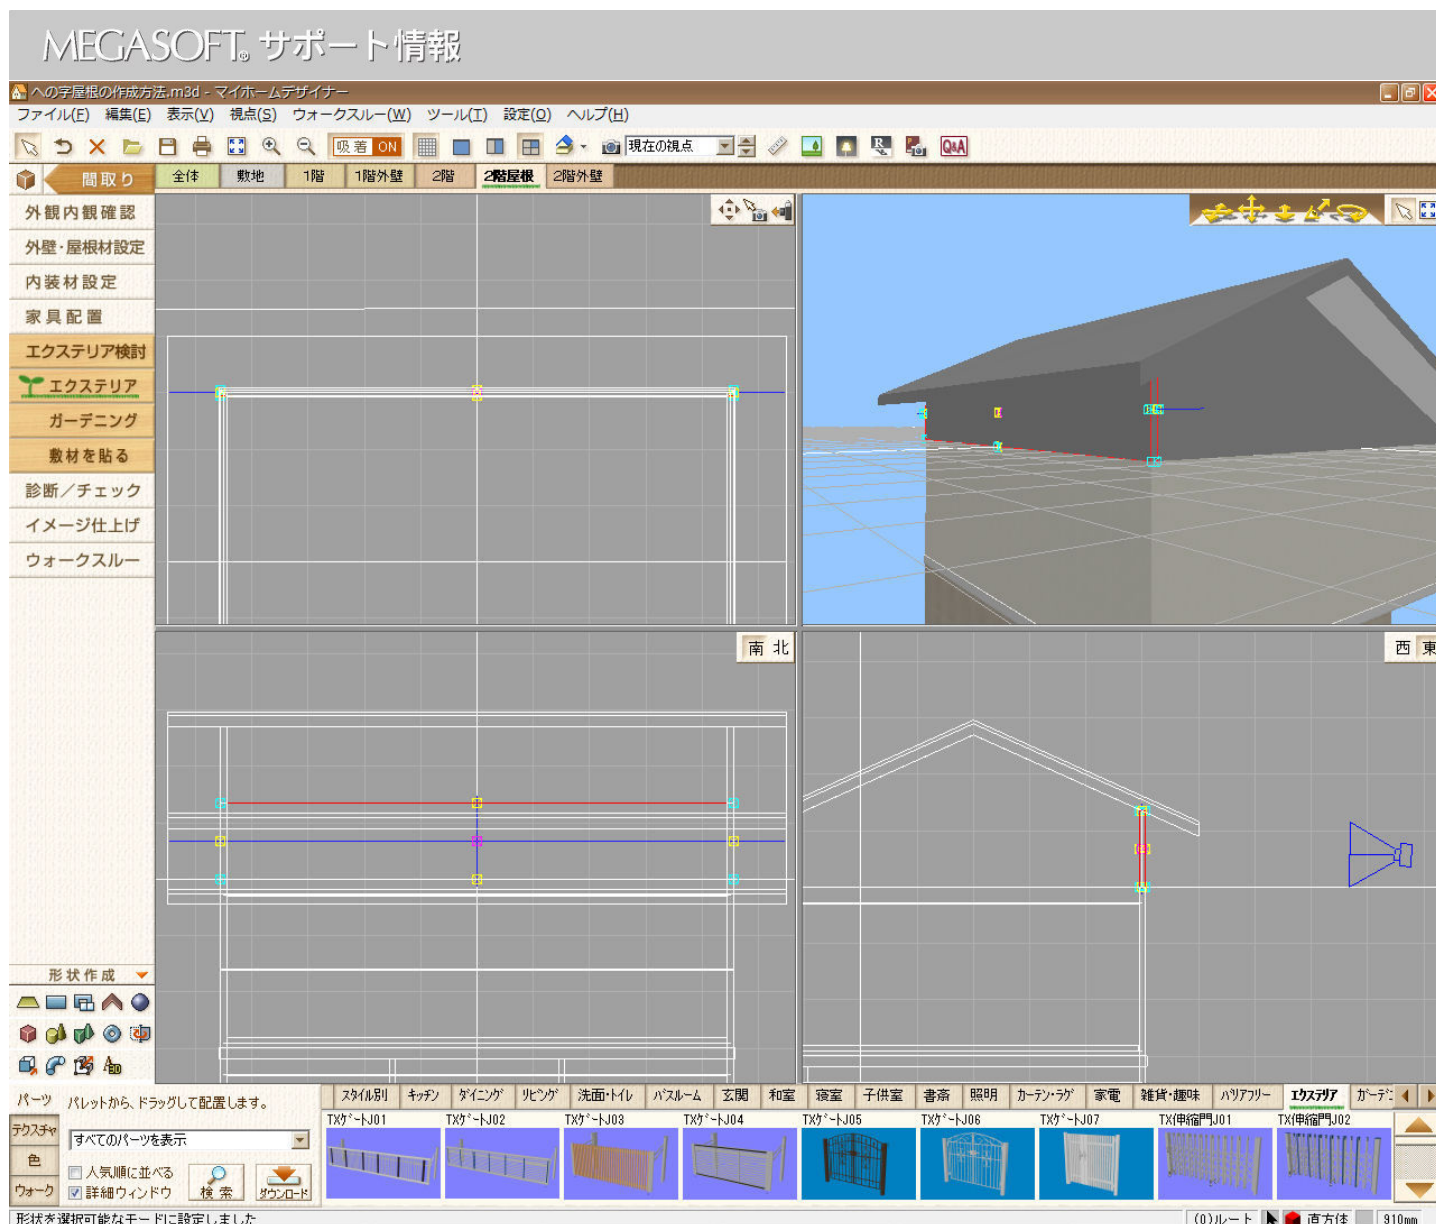 MEGASOFT® サポート情報
への字屋根の作成方法.m3d - マイホームデザイナー
ファイル(F) 編集(E) 表示(V) 視点(S) ウォークスルー(W) ツール(T) 設定(O) ヘルプ(H)
吸着 ON 現在の視点 Q&A
間取り 全体 敷地 1階 1階外壁 2階 2階屋根 2階外壁
外観内観確認
外壁・屋根材設定
内装材設定
家具配置
エクステリア検討
エクステリア
ガーデニング
敷材を貼る
診断／チェック
イメージ仕上げ
ウォークスルー
南 北
西 東
形状作成
パーツ パレットから、ドラッグして配置します。
テクスチャ
色
ウォーク
すべてのパーツを表示
人気順に並べる
詳細ウィンドウ
検索
ダウンロード
スタイル別 キッチン ダイニング リビング 洗面・トイレ バスルーム 玄関 和室 寝室 子供室 書斎 照明 カーテン・ラグ 家電 雑貨・趣味 バリアフリー エクステリア ガーデニ
TXゲートJ01 TXゲートJ02 TXゲートJ03 TXゲートJ04 TXゲートJ05 TXゲートJ06 TXゲートJ07 TX伸縮門J01 TX伸縮門J02
形状を選択可能なモードに設定しました
(0)ルート 直方体 910mm